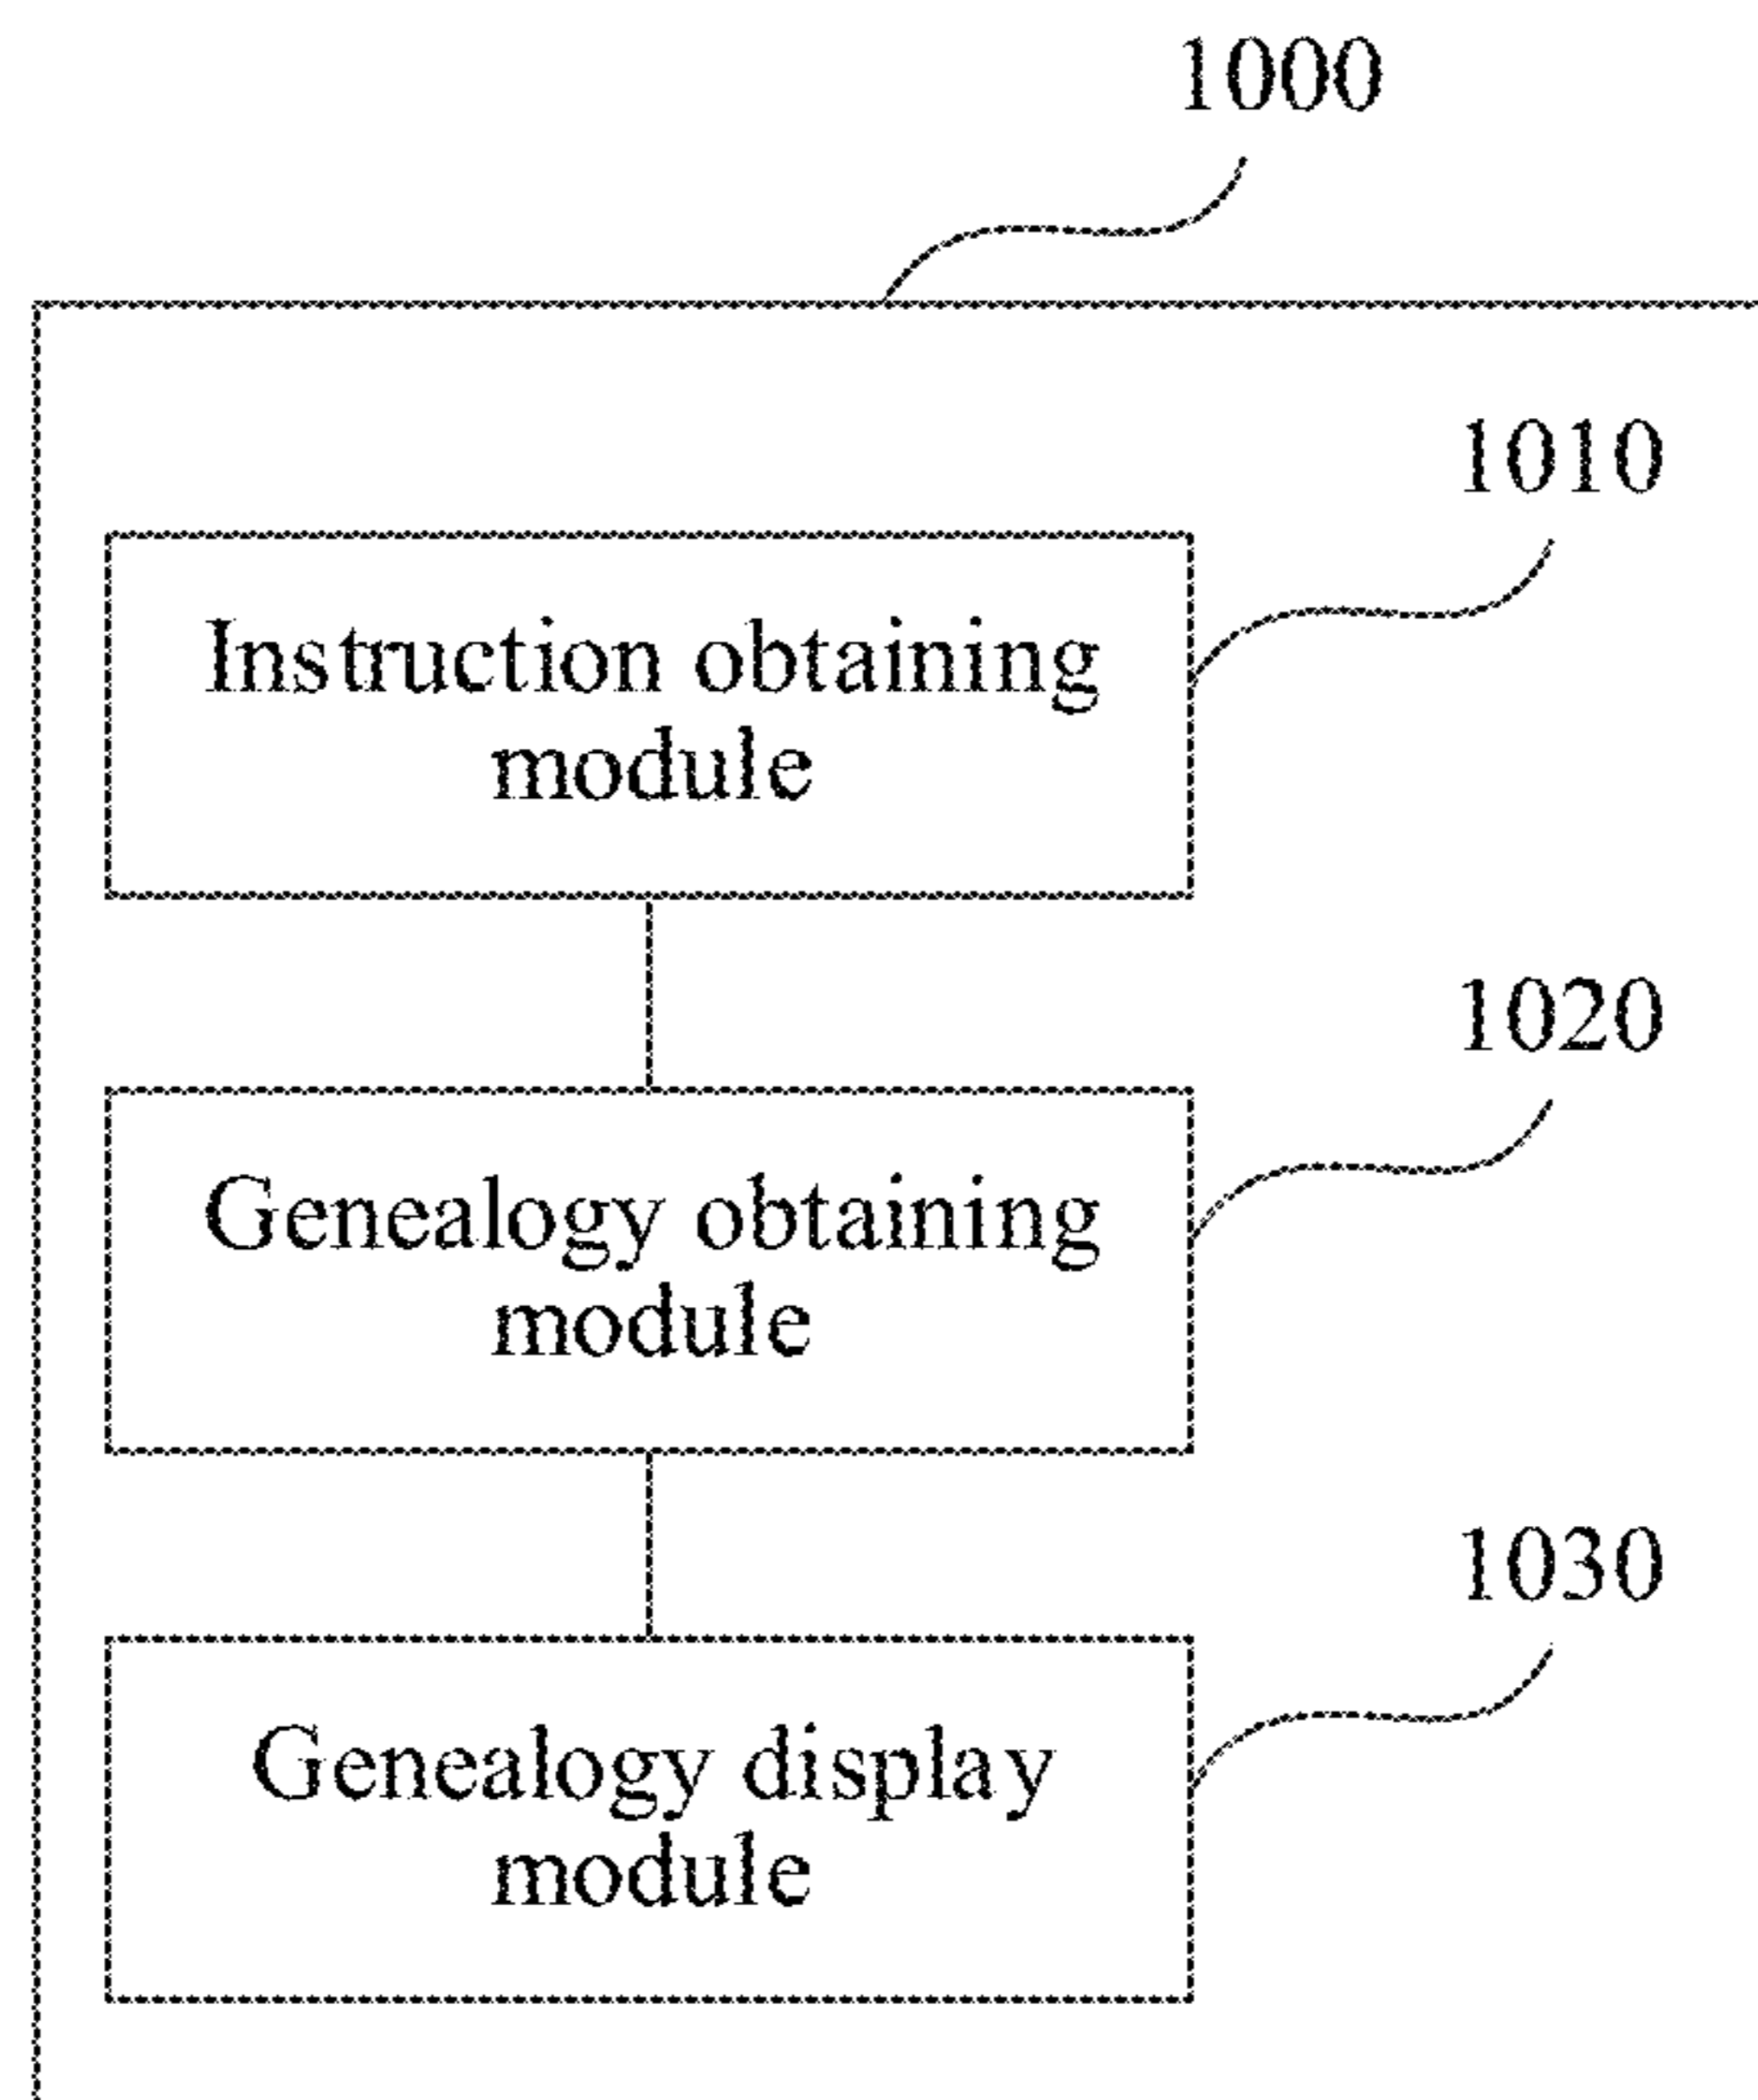 1000
1010
Instruction obtaining
module
1020
Genealogy obtaining
module
1030
Genealogy display
module